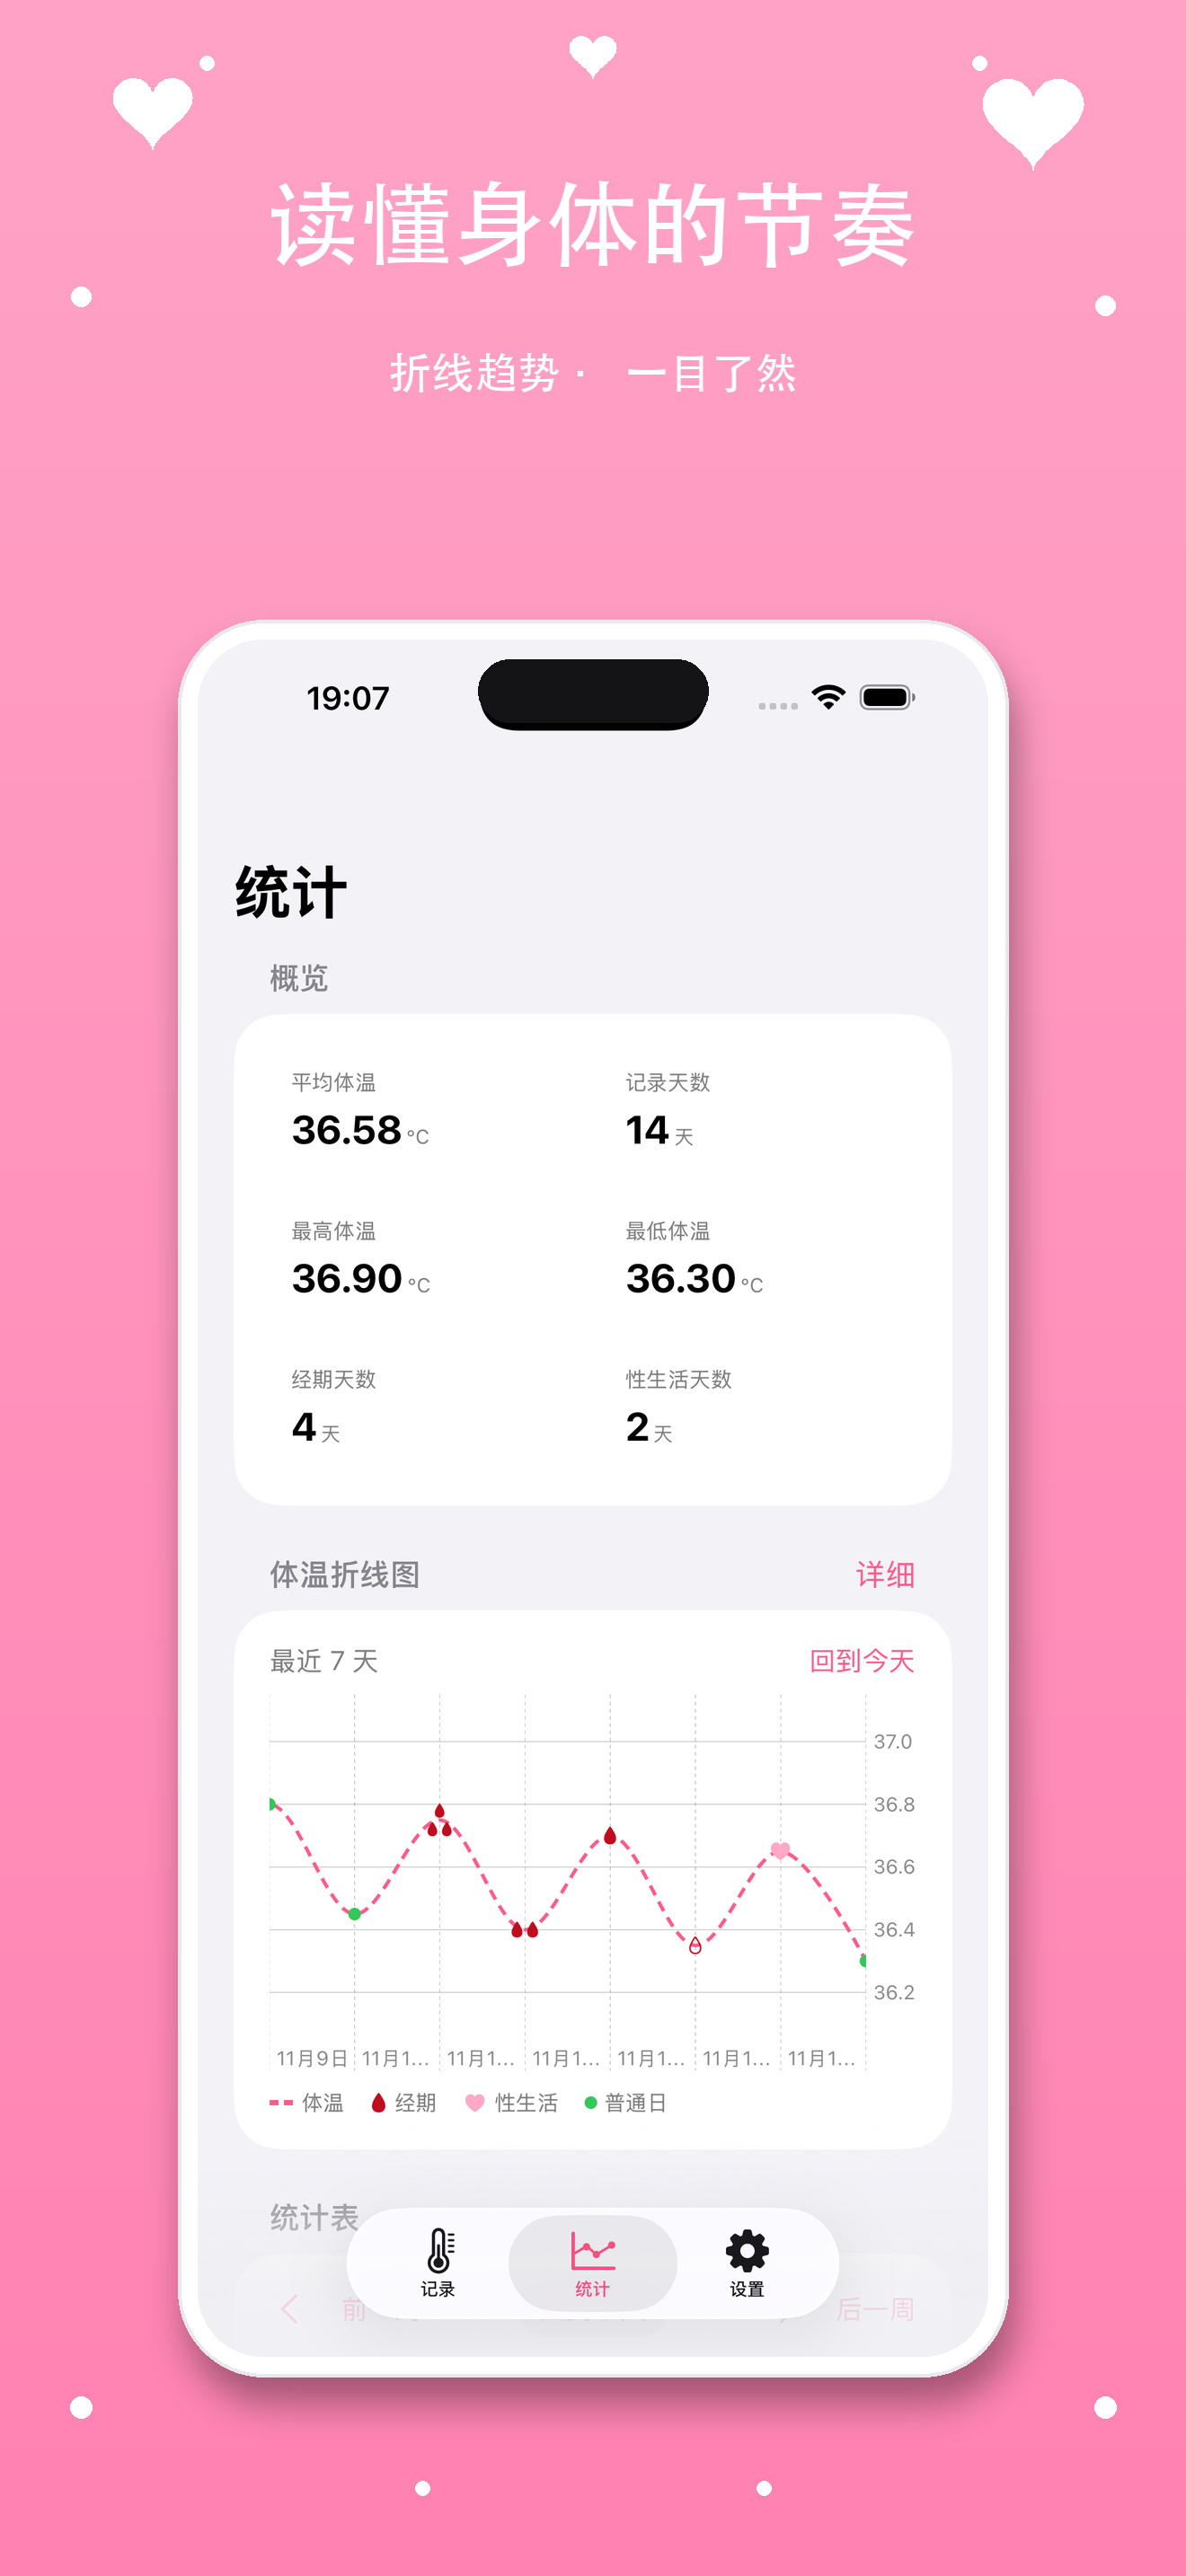 读懂身体的节奏
折线趋势 · 一目了然
19:07
统计
概览
平均体温 记录天数
36.58 °C 14 天
最高体温 最低体温
36.90 °C 36.30 °C
经期天数 性生活天数
4 天 2 天
体温折线图 详细
最近 7 天 回到今天
37.0
36.8
36.6
36.4
36.2
11月9日 11月1... 11月1... 11月1... 11月1... 11月1... 11月1...
体温 经期 性生活 普通日
统计表
记录 统计 设置
前 后一周